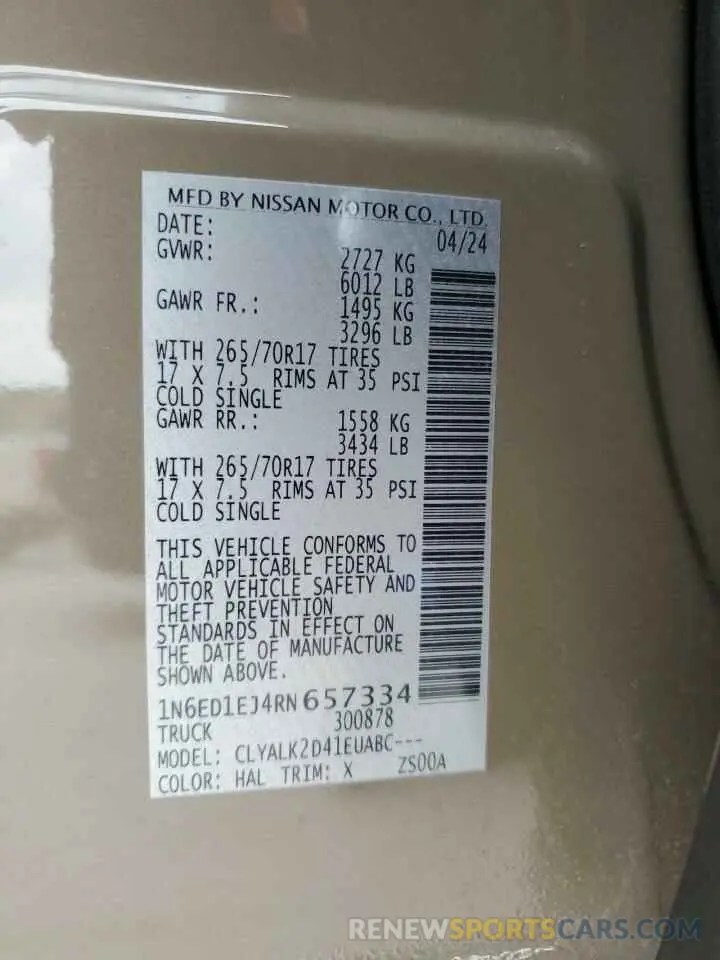 MFD BY NISSAN MOTOR CO., LTD.
DATE: 04/24
GVWR: 2727 KG
6012 LB
GAWR FR.: 1495 KG
3296 LB
WITH 265/70R17 TIRES
17 X 7.5 RIMS AT 35 PSI
COLD SINGLE
GAWR RR.: 1558 KG
3434 LB
WITH 265/70R17 TIRES
17 X 7.5 RIMS AT 35 PSI
COLD SINGLE
THIS VEHICLE CONFORMS TO
ALL APPLICABLE FEDERAL
MOTOR VEHICLE SAFETY AND
THEFT PREVENTION
STANDARDS IN EFFECT ON
THE DATE OF MANUFACTURE
SHOWN ABOVE.
1N6ED1EJ4RN657334
TRUCK 300878
MODEL: CLYALK2D41EUABC---
COLOR: HAL TRIM: X ZS00A
RENEWSPORTSCARS.COM